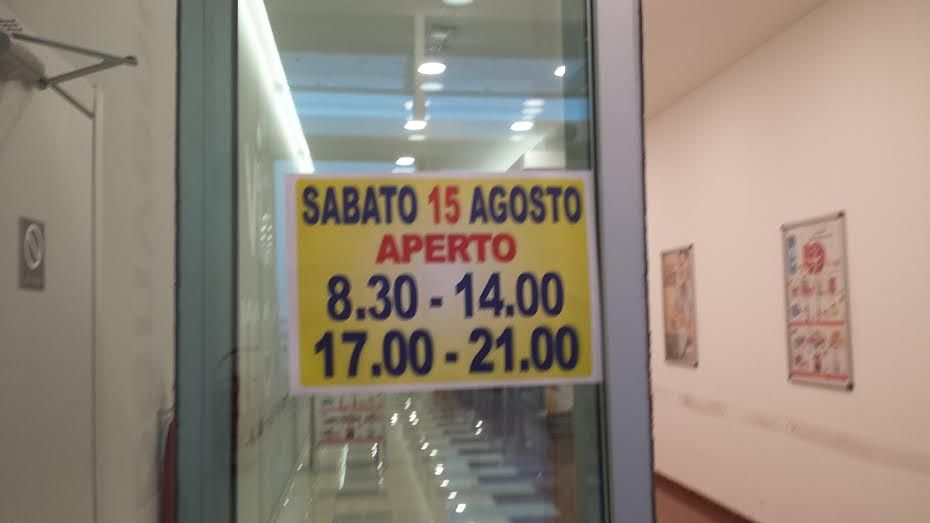 SABATO 15 AGOSTO
APERTO
8.30 - 14.00
17.00 - 21.00